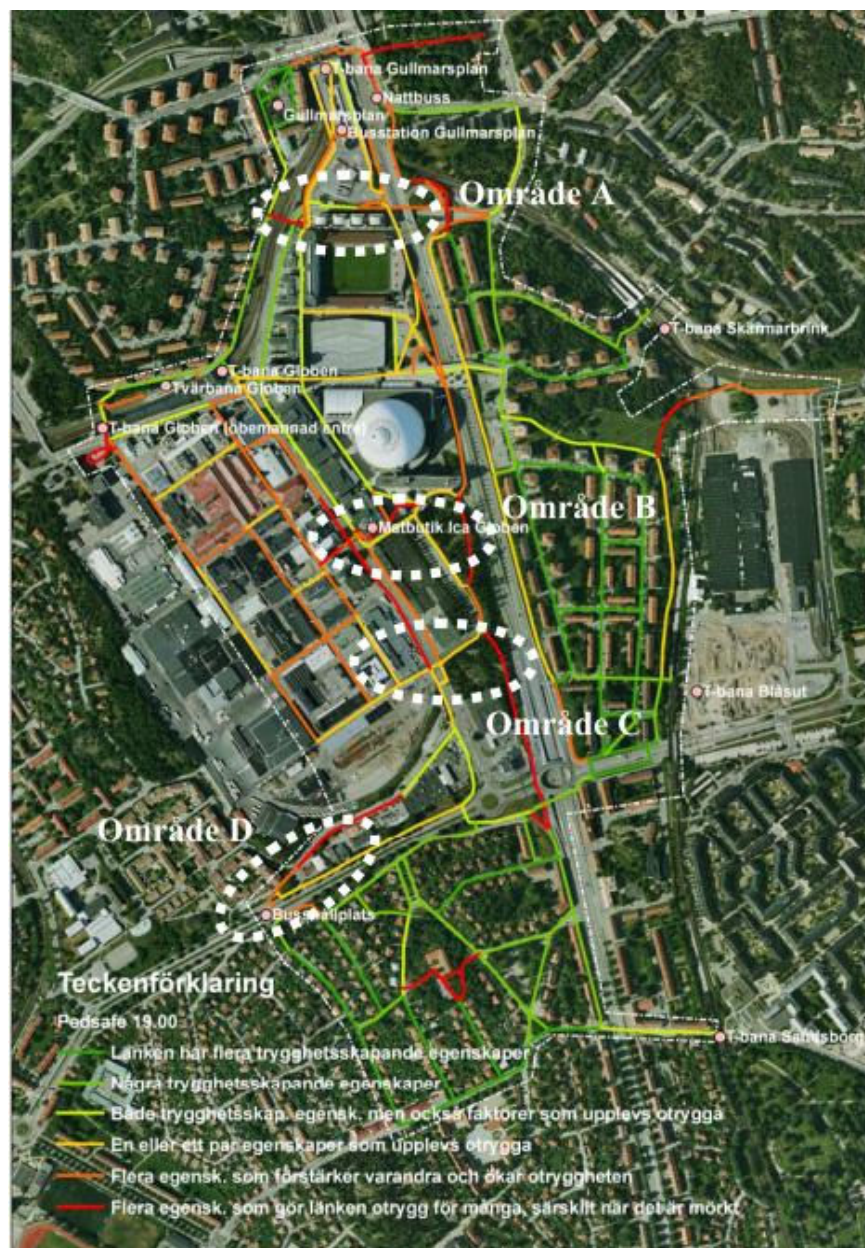 T-bana Gullmarsplan
Nattbuss
Gullmarsplan
Busstation Gullmarsplan
Område A
T-bana Skärmarbrink
T-bana Globen
Tvärbana Globen
T-bana Globen (obemannad entré)
Område B
Matbutik Ica Globen
T-bana Blåsut
Område C
Område D
Busshållplats
Teckenförklaring
Pedsafe 19.00
T-bana Sandsborg
Länken har flera trygghetsskapande egenskaper
Några trygghetsskapande egenskaper
Både trygghetsskap. egensk. men också faktorer som upplevs otrygga
En eller ett par egenskaper som upplevs otrygga
Flera egensk. som förstärker varandra och ökar otryggheten
Flera egensk. som gör länken otrygg för många, särskilt när det är mörkt